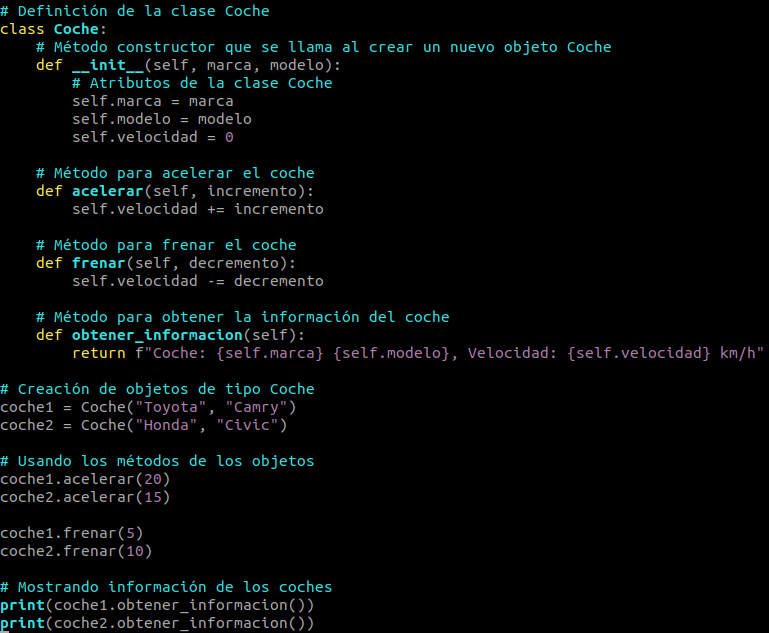 # Definición de la clase Coche
class Coche:
    # Método constructor que se llama al crear un nuevo objeto Coche
    def __init__(self, marca, modelo):
        # Atributos de la clase Coche
        self.marca = marca
        self.modelo = modelo
        self.velocidad = 0

    # Método para acelerar el coche
    def acelerar(self, incremento):
        self.velocidad += incremento

    # Método para frenar el coche
    def frenar(self, decremento):
        self.velocidad -= decremento

    # Método para obtener la información del coche
    def obtener_informacion(self):
        return f"Coche: {self.marca} {self.modelo}, Velocidad: {self.velocidad} km/h"

# Creación de objetos de tipo Coche
coche1 = Coche("Toyota", "Camry")
coche2 = Coche("Honda", "Civic")

# Usando los métodos de los objetos
coche1.acelerar(20)
coche2.acelerar(15)

coche1.frenar(5)
coche2.frenar(10)

# Mostrando información de los coches
print(coche1.obtener_informacion())
print(coche2.obtener_informacion())